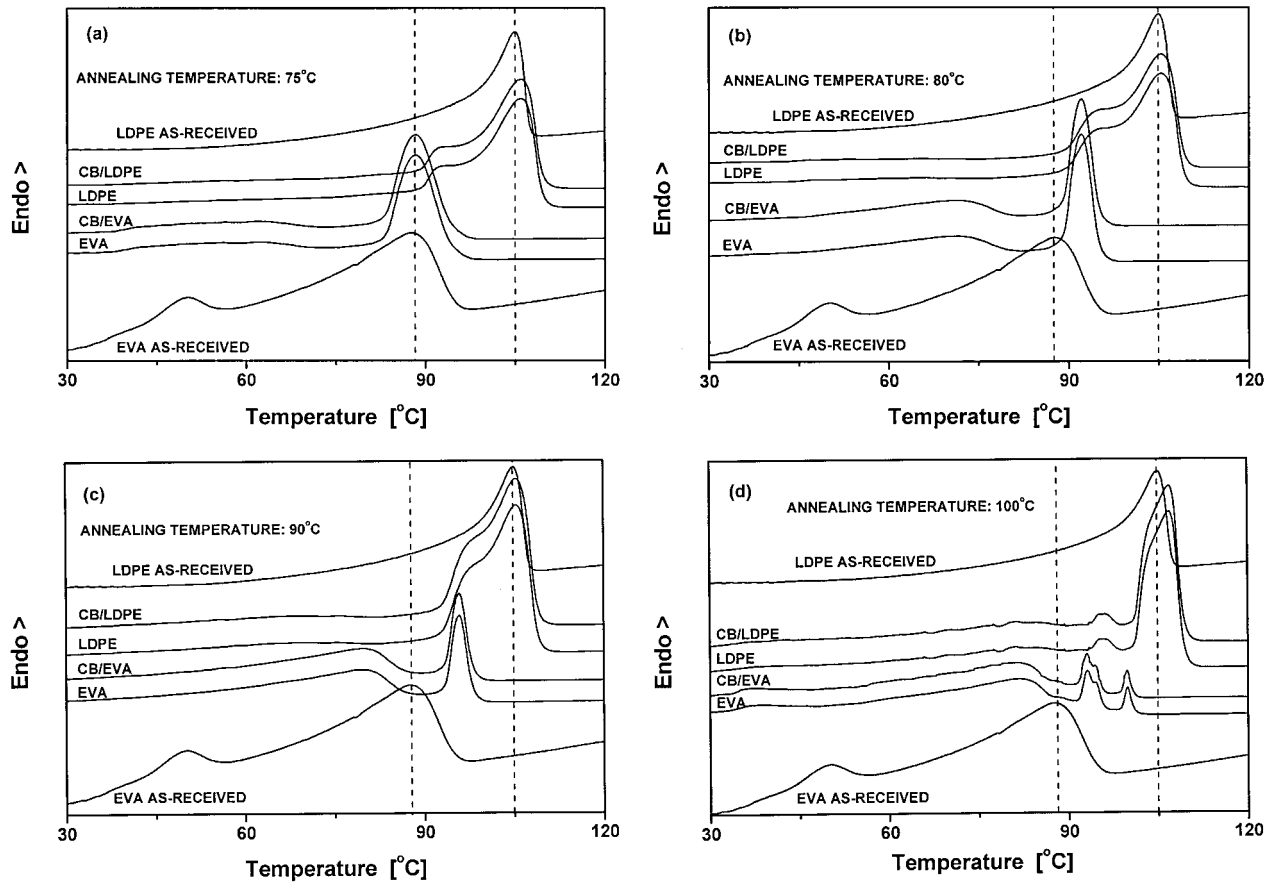 (a)
ANNEALING TEMPERATURE: 75°C
LDPE AS-RECEIVED
CB/LDPE
LDPE
CB/EVA
EVA
EVA AS-RECEIVED
Endo >
30
60
90
120
Temperature [°C]
(b)
ANNEALING TEMPERATURE: 80°C
LDPE AS-RECEIVED
CB/LDPE
LDPE
CB/EVA
EVA
EVA AS-RECEIVED
Endo >
30
60
90
120
Temperature [°C]
(c)
ANNEALING TEMPERATURE: 90°C
LDPE AS-RECEIVED
CB/LDPE
LDPE
CB/EVA
EVA
EVA AS-RECEIVED
Endo >
30
60
90
120
Temperature [°C]
(d)
ANNEALING TEMPERATURE: 100°C
LDPE AS-RECEIVED
CB/LDPE
LDPE
CB/EVA
EVA
EVA AS-RECEIVED
Endo >
30
60
90
120
Temperature [°C]